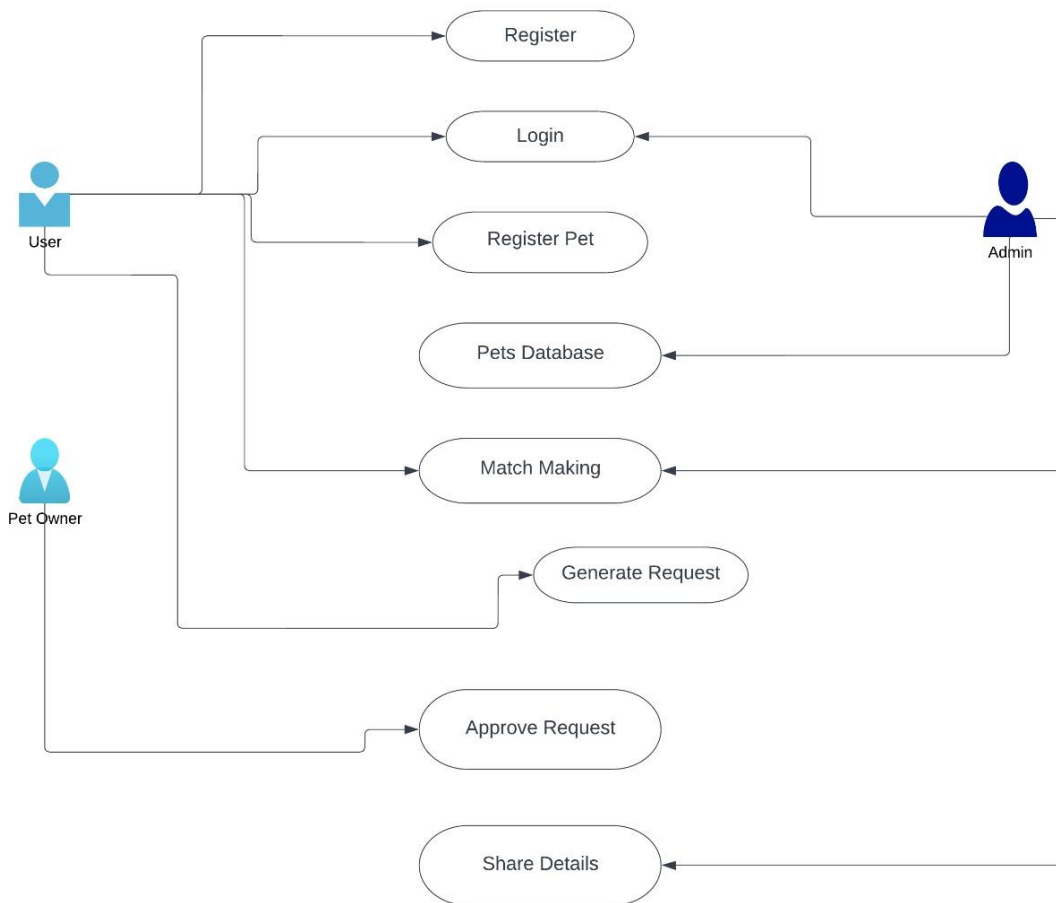 Register
Login
User
Register Pet
Admin
Pets Database
Match Making
Pet Owner
Generate Request
Approve Request
Share Details